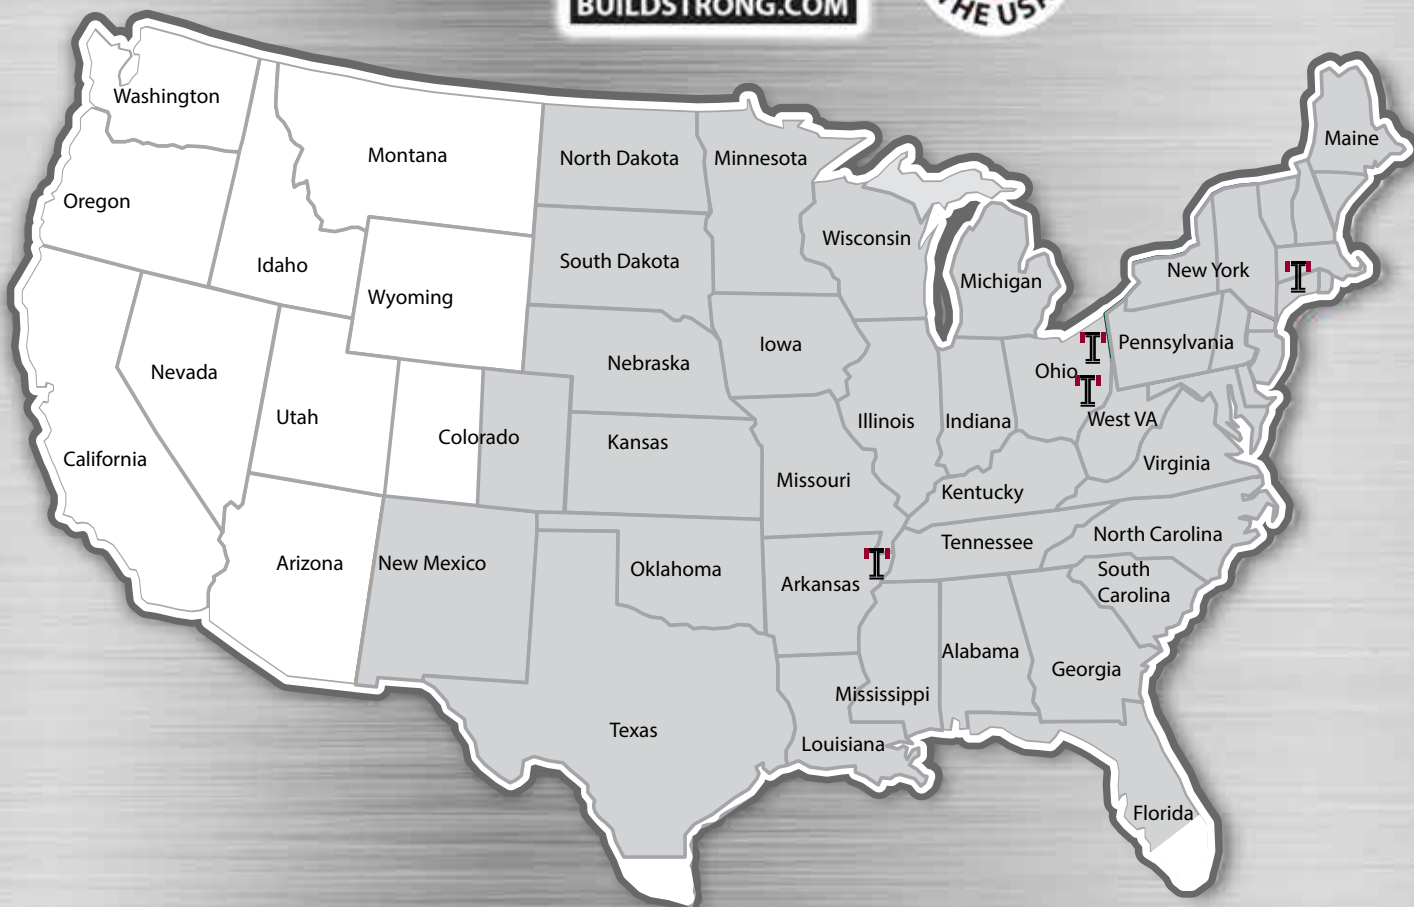 BUILDSTRONG.COM
THE USA
Washington
Montana
North Dakota
Minnesota
Maine
Oregon
Wisconsin
Idaho
South Dakota
Michigan
New York
Wyoming
Nevada
Nebraska
Iowa
Ohio
Pennsylvania
Utah
Colorado
Kansas
Illinois
Indiana
West VA
California
Missouri
Kentucky
Virginia
Arizona
New Mexico
Oklahoma
Arkansas
Tennessee
North Carolina
South
Carolina
Alabama
Georgia
Mississippi
Texas
Louisiana
Florida